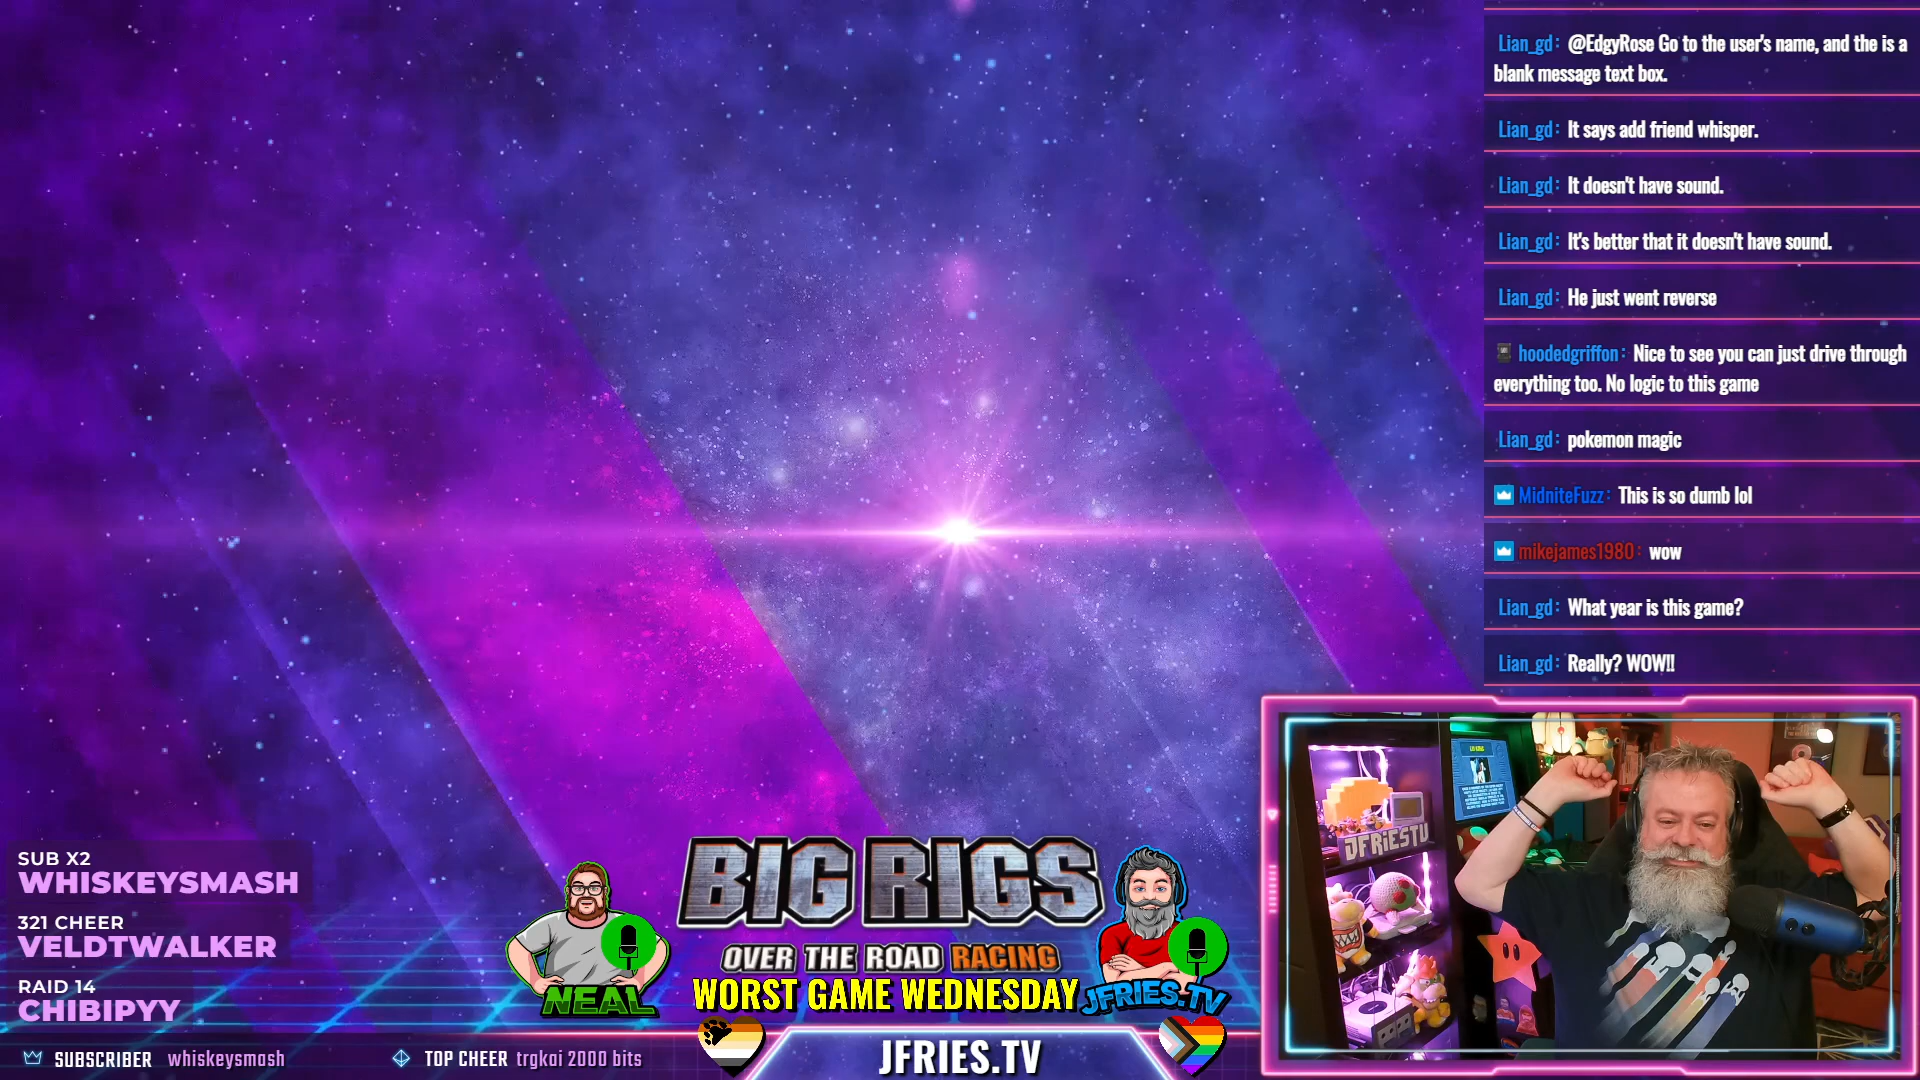 Lian_gd: @EdgyRose Go to the user's name, and the is a
blank message text box.
Lian_gd: It says add friend whisper.
Lian_gd: It doesn't have sound.
Lian_gd: It's better that it doesn't have sound.
Lian_gd: He just went reverse
hoodedgriffon: Nice to see you can just drive through
everything too. No logic to this game
Lian_gd: pokemon magic
MidniteFuzz: This is so dumb lol
mikejames1980: wow
Lian_gd: What year is this game?
Lian_gd: Really? WOW!!
JFRIESTV
SUB X2
WHISKEYSMASH
321 CHEER
VELDTWALKER
RAID 14
CHIBIPYY
BIG RIGS
OVER THE ROAD RACING
WORST GAME WEDNESDAY
NEAL
JFRIES.TV
SUBSCRIBER whiskeysmash
TOP CHEER trgkai 2000 bits
JFRIES.TV